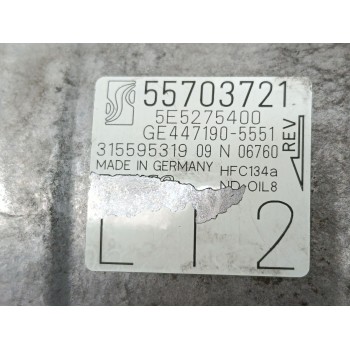 55703721
5E5275400
GE447190-5551
REV
315595319 09 N 06760
MADE IN GERMANY HFC134a
ND-OIL8
L 1 2